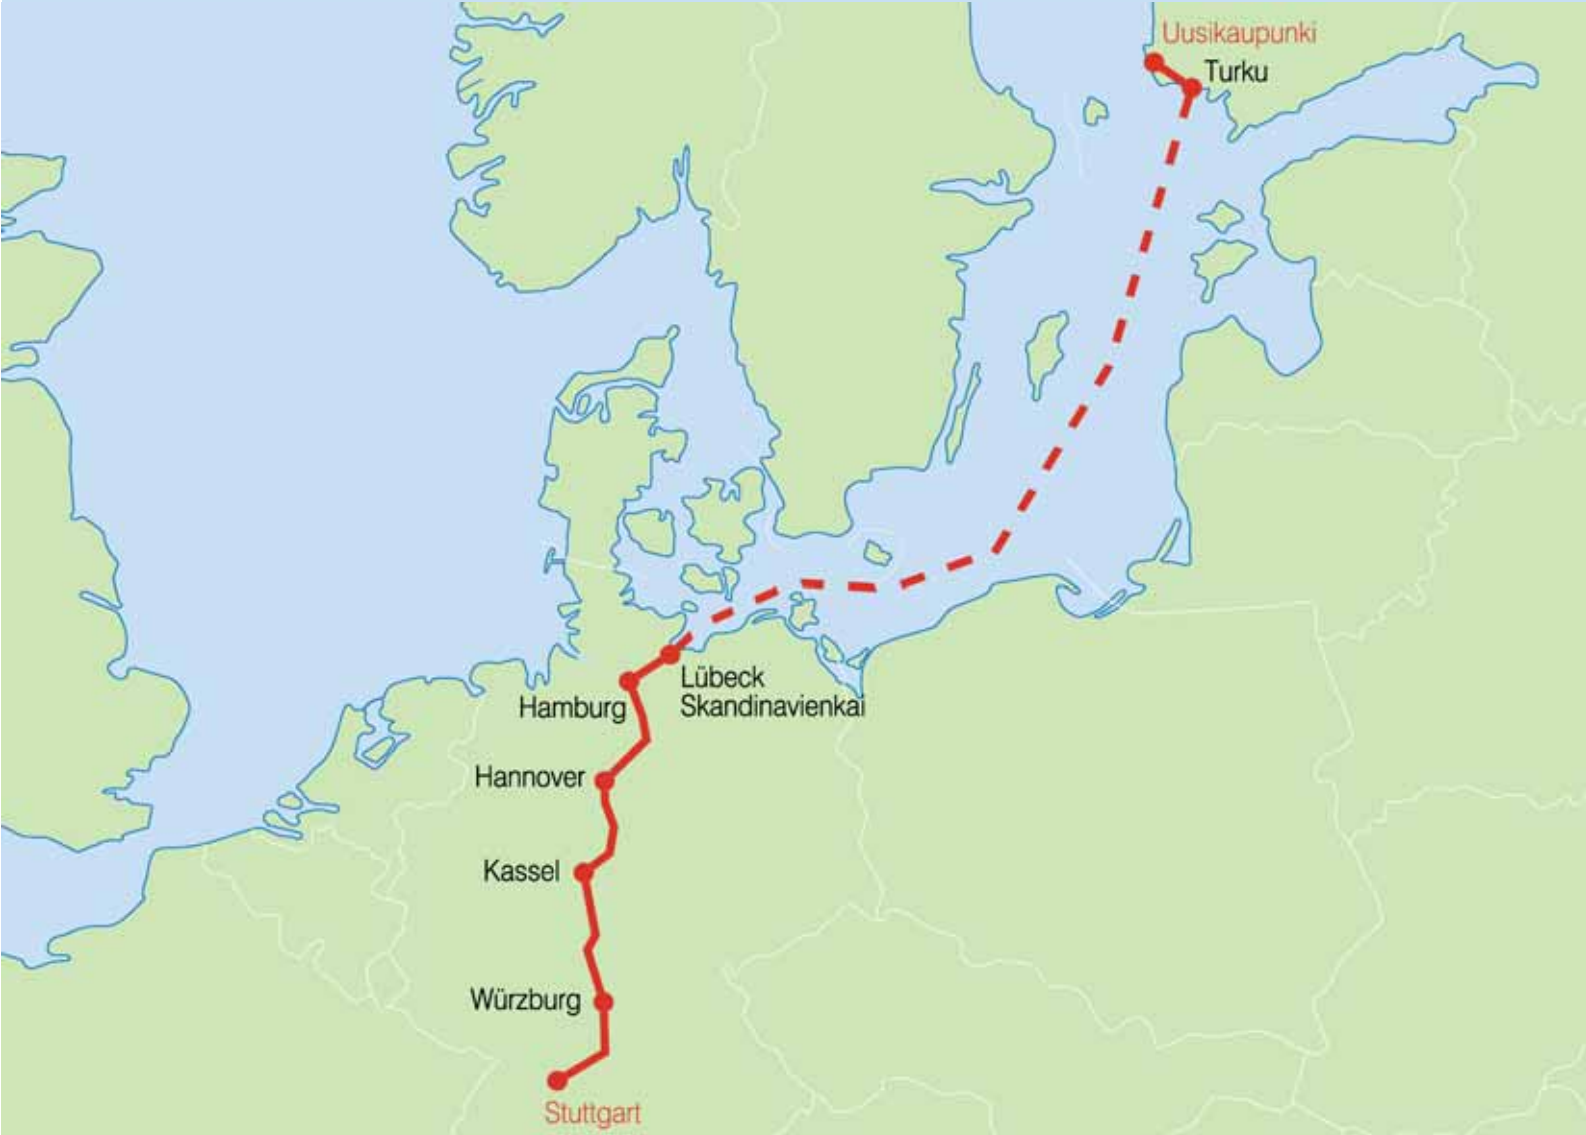 Uusikaupunki
Turku
Lübeck
Skandinavienkai
Hamburg
Hannover
Kassel
Würzburg
Stuttgart